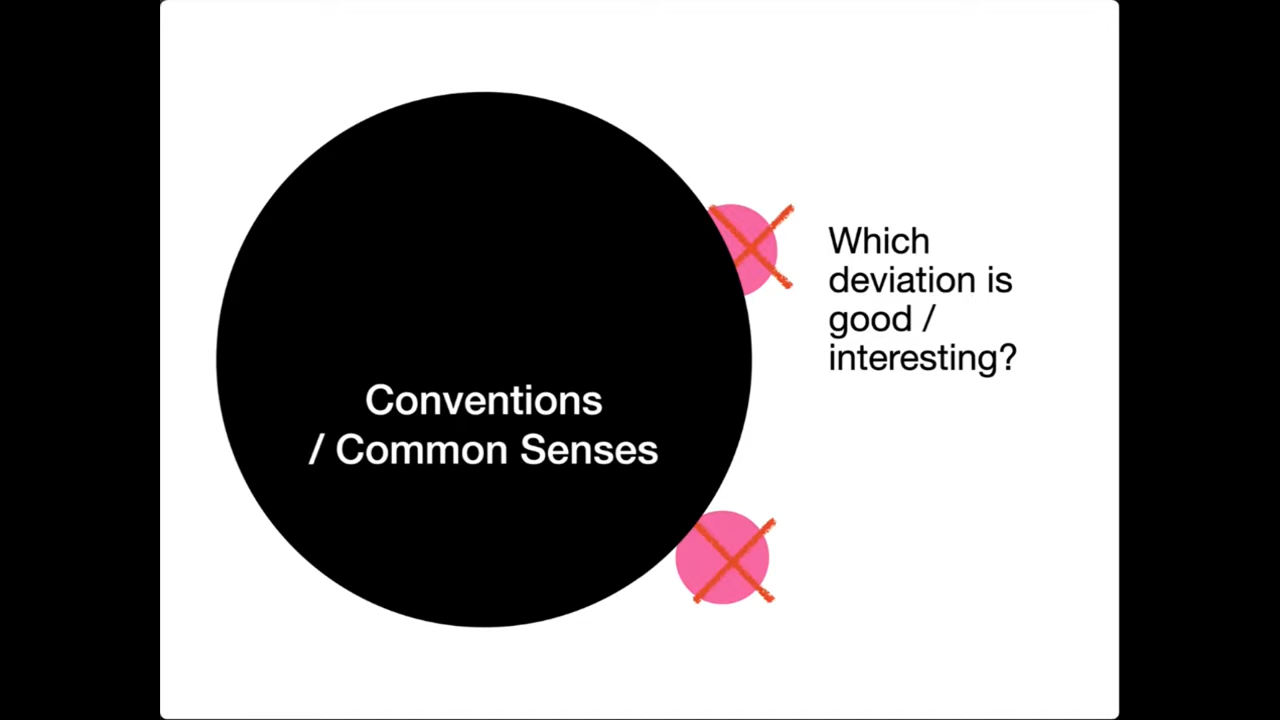 Conventions
/ Common Senses
Which
deviation is
good /
interesting?